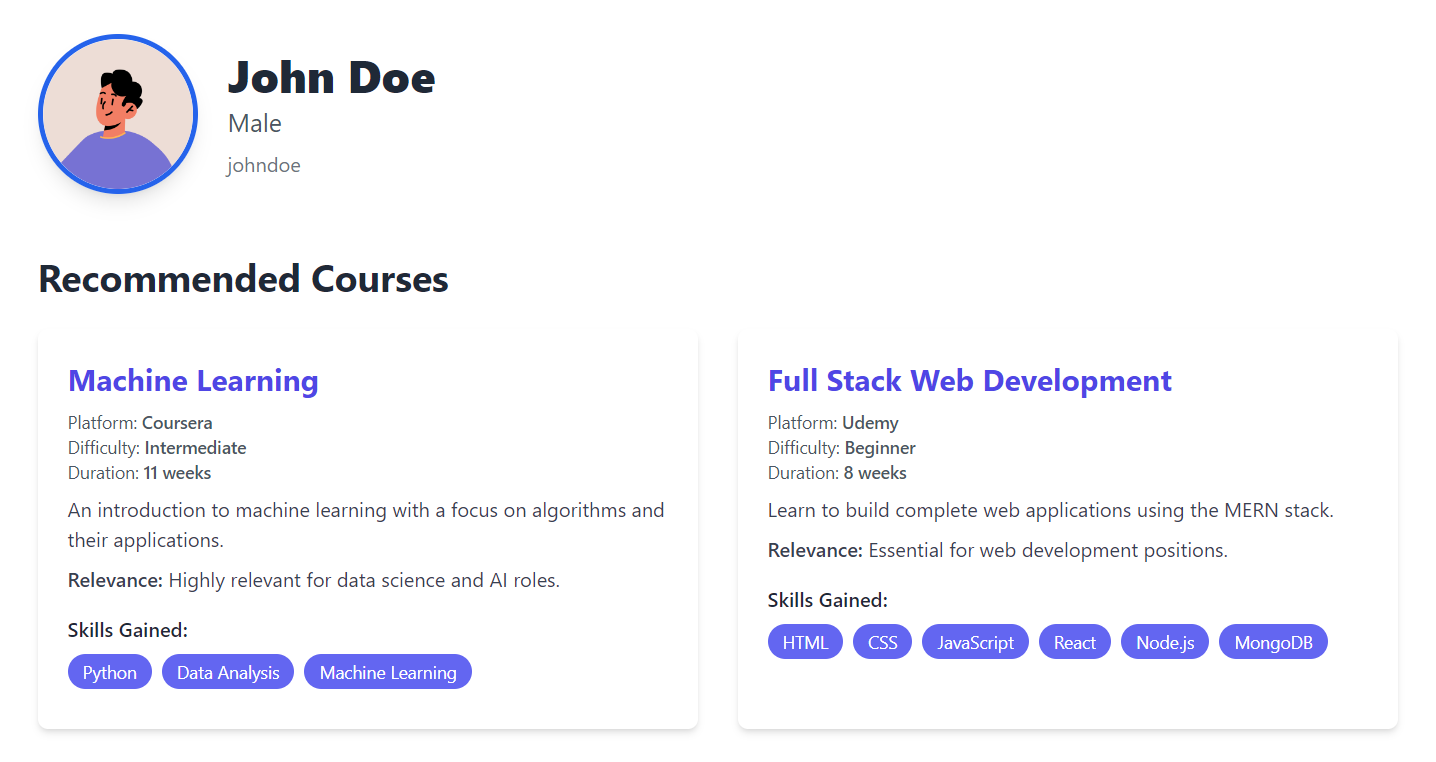 John Doe
Male
johndoe
Recommended Courses
Machine Learning
Platform: Coursera
Difficulty: Intermediate
Duration: 11 weeks
An introduction to machine learning with a focus on algorithms and
their applications.
Relevance: Highly relevant for data science and AI roles.
Skills Gained:
Python
Data Analysis
Machine Learning
Full Stack Web Development
Platform: Udemy
Difficulty: Beginner
Duration: 8 weeks
Learn to build complete web applications using the MERN stack.
Relevance: Essential for web development positions.
Skills Gained:
HTML
CSS
JavaScript
React
Node.js
MongoDB